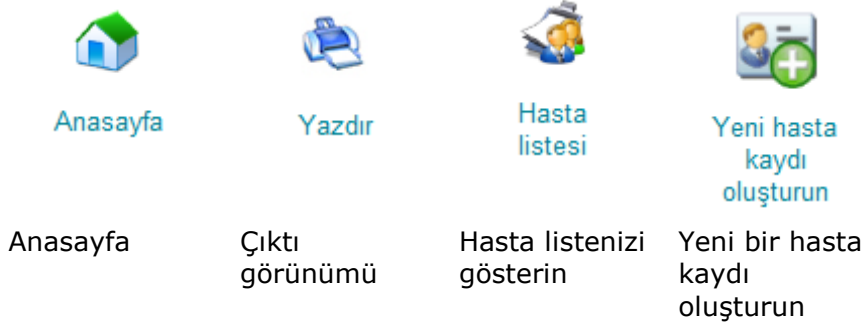 Anasayfa
Yazdır
Hasta
listesi
Yeni hasta
kaydı
oluşturun
Anasayfa
Çıktı
görünümü
Hasta listenizi
gösterin
Yeni bir hasta
kaydı
oluşturun